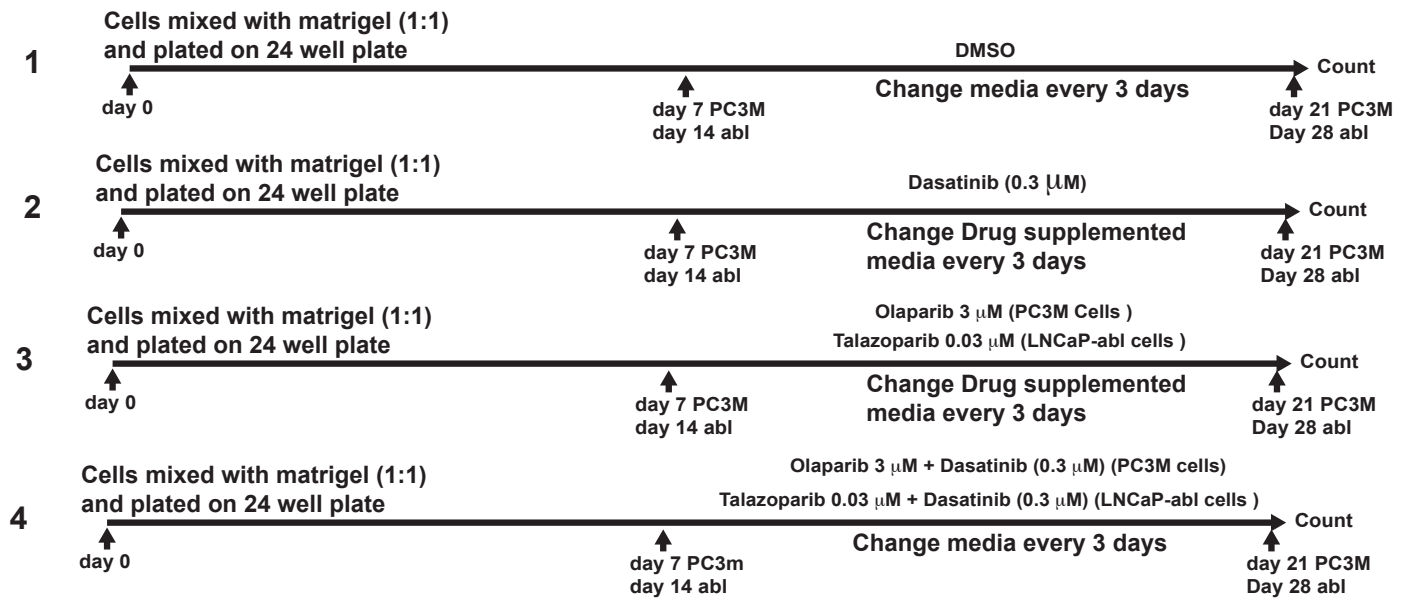 Cells mixed with matrigel (1:1)
and plated on 24 well plate
1
DMSO
Count
Change media every 3 days
day 0
day 7 PC3M
day 14 abl
day 21 PC3M
Day 28 abl
Cells mixed with matrigel (1:1)
and plated on 24 well plate
2
Dasatinib (0.3 μM)
Count
Change Drug supplemented
media every 3 days
day 0
day 7 PC3M
day 14 abl
day 21 PC3M
Day 28 abl
Cells mixed with matrigel (1:1)
and plated on 24 well plate
3
Olaparib 3 μM (PC3M Cells )
Talazoparib 0.03 μM (LNCaP-abl cells )
Count
Change Drug supplemented
media every 3 days
day 0
day 7 PC3M
day 14 abl
day 21 PC3M
Day 28 abl
Cells mixed with matrigel (1:1)
and plated on 24 well plate
4
Olaparib 3 μM + Dasatinib (0.3 μM) (PC3M cells)
Talazoparib 0.03 μM + Dasatinib (0.3 μM) (LNCaP-abl cells )
Count
Change media every 3 days
day 0
day 7 PC3m
day 14 abl
day 21 PC3M
Day 28 abl